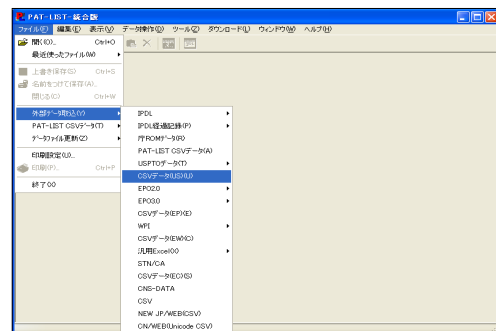 PAT-LIST-統合版
ファイル(F) 編集(E) 表示(V) データ操作(D) ツール(Z) ダウンロード(L) ウィンドウ(W) ヘルプ(H)
開く(O)... Ctrl+O
最近使ったファイル(W)
上書き保存(S) Ctrl+S
名前をつけて保存(A)...
閉じる(C) Ctrl+W
外部データ取込(Y)
PAT-LIST CSVデータ(T)
データファイル更新(Z)
印刷設定(U)...
印刷(P)... Ctrl+P
終了(X)
IPDL
IPDL経過記録(P)
庁ROMデータ(R)
PAT-LIST CSVデータ(A)
USPTOデータ(T)
CSVデータ(US)(U)
EPO2.0
EPO3.0
CSVデータ(EP)(E)
WPI
CSVデータ(EW)(C)
汎用Excel(X)
STN/CA
CSVデータ(EC)(S)
CNS-DATA
CSV
NEW JP/WEB(CSV)
CN/WEB(Unicode CSV)